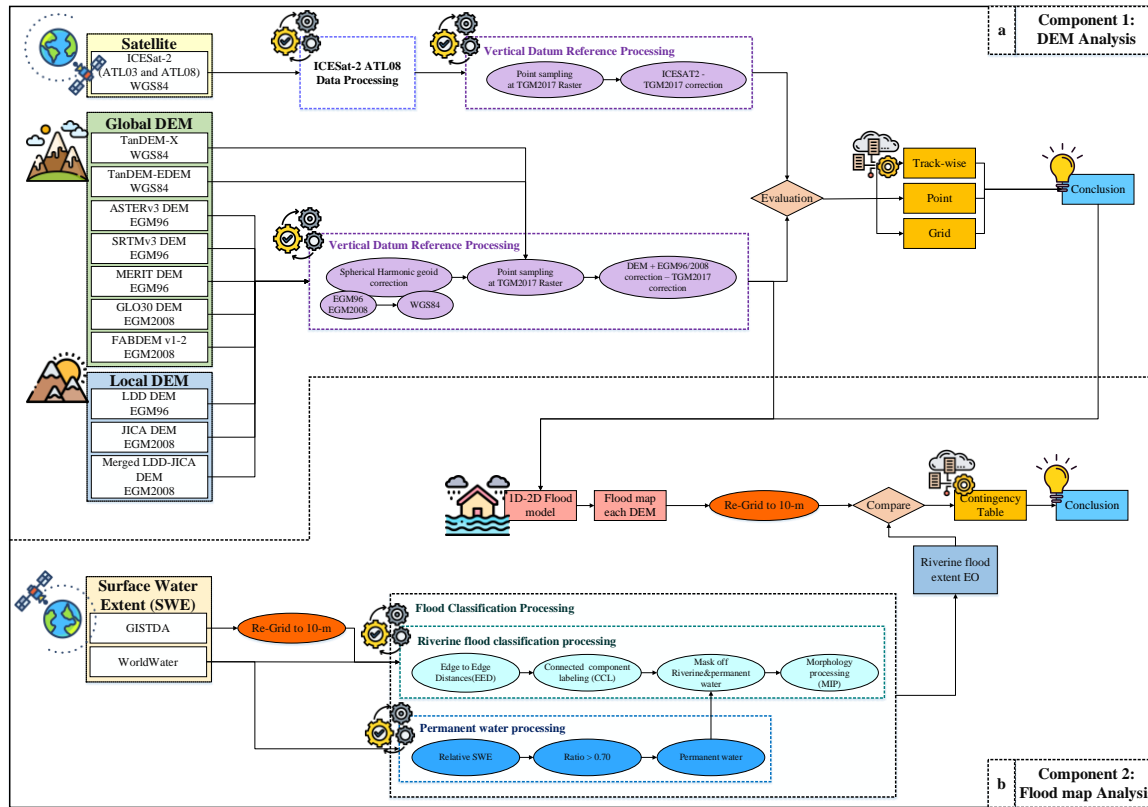 a
Component 1:
DEM Analysis
Satellite
ICESat-2
(ATL03 and ATL08)
WGS84
ICESat-2 ATL08
Data Processing
Vertical Datum Reference Processing
Point sampling
at TGM2017 Raster
ICESAT2 -
TGM2017 correction
Global DEM
TanDEM-X
WGS84
TanDEM-EDEM
WGS84
ASTERv3 DEM
EGM96
SRTMv3 DEM
EGM96
MERIT DEM
EGM96
GLO30 DEM
EGM2008
FABDEM v1-2
EGM2008
Local DEM
LDD DEM
EGM96
JICA DEM
EGM2008
Merged LDD-JICA
DEM
EGM2008
Vertical Datum Reference Processing
Spherical Harmonic geoid
correction
EGM96
EGM2008
WGS84
Point sampling
at TGM2017 Raster
DEM + EGM96/2008
correction – TGM2017
correction
Evaluation
Track-wise
Point
Grid
Conclusion
1D-2D Flood
model
Flood map
each DEM
Re-Grid to 10-m
Compare
Contingency
Table
Conclusion
Riverine flood
extent EO
Surface Water
Extent (SWE)
GISTDA
WorldWater
Re-Grid to 10-m
Flood Classification Processing
Riverine flood classification processing
Edge to Edge
Distances(EED)
Connected component
labeling (CCL)
Mask off
Riverine&permanent
water
Morphology
processing
(MIP)
Permanent water processing
Relative SWE
Ratio > 0.70
Permanent water
b
Component 2:
Flood map Analysis